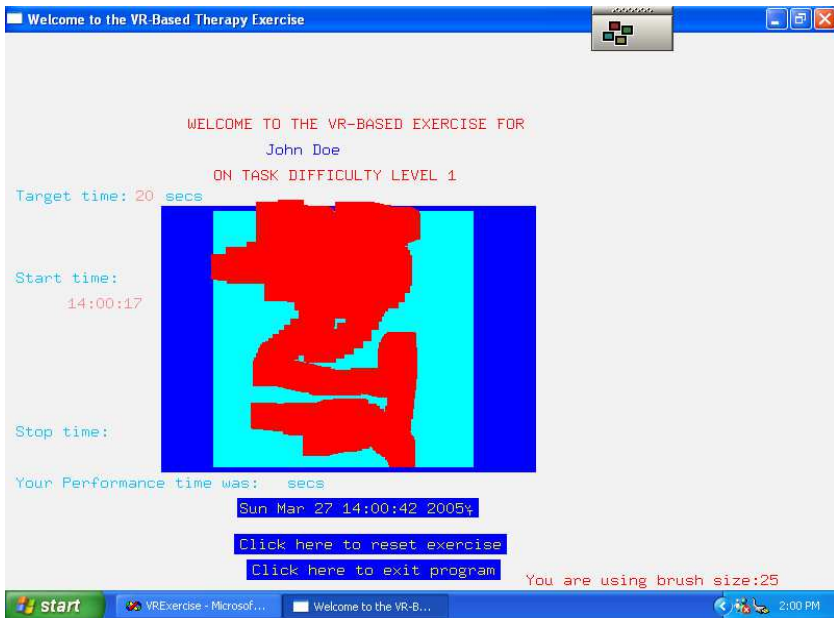 Welcome to the VR-Based Therapy Exercise
WELCOME TO THE VR-BASED EXERCISE FOR
John Doe
ON TASK DIFFICULTY LEVEL 1
Target time: 20 secs
Start time:
14:00:17
Stop time:
Your Performance time was: secs
Sun Mar 27 14:00:42 2005
Click here to reset exercise
Click here to exit program
You are using brush size:25
start VRExercise - Microsof... Welcome to the VR-B... 2:00 PM